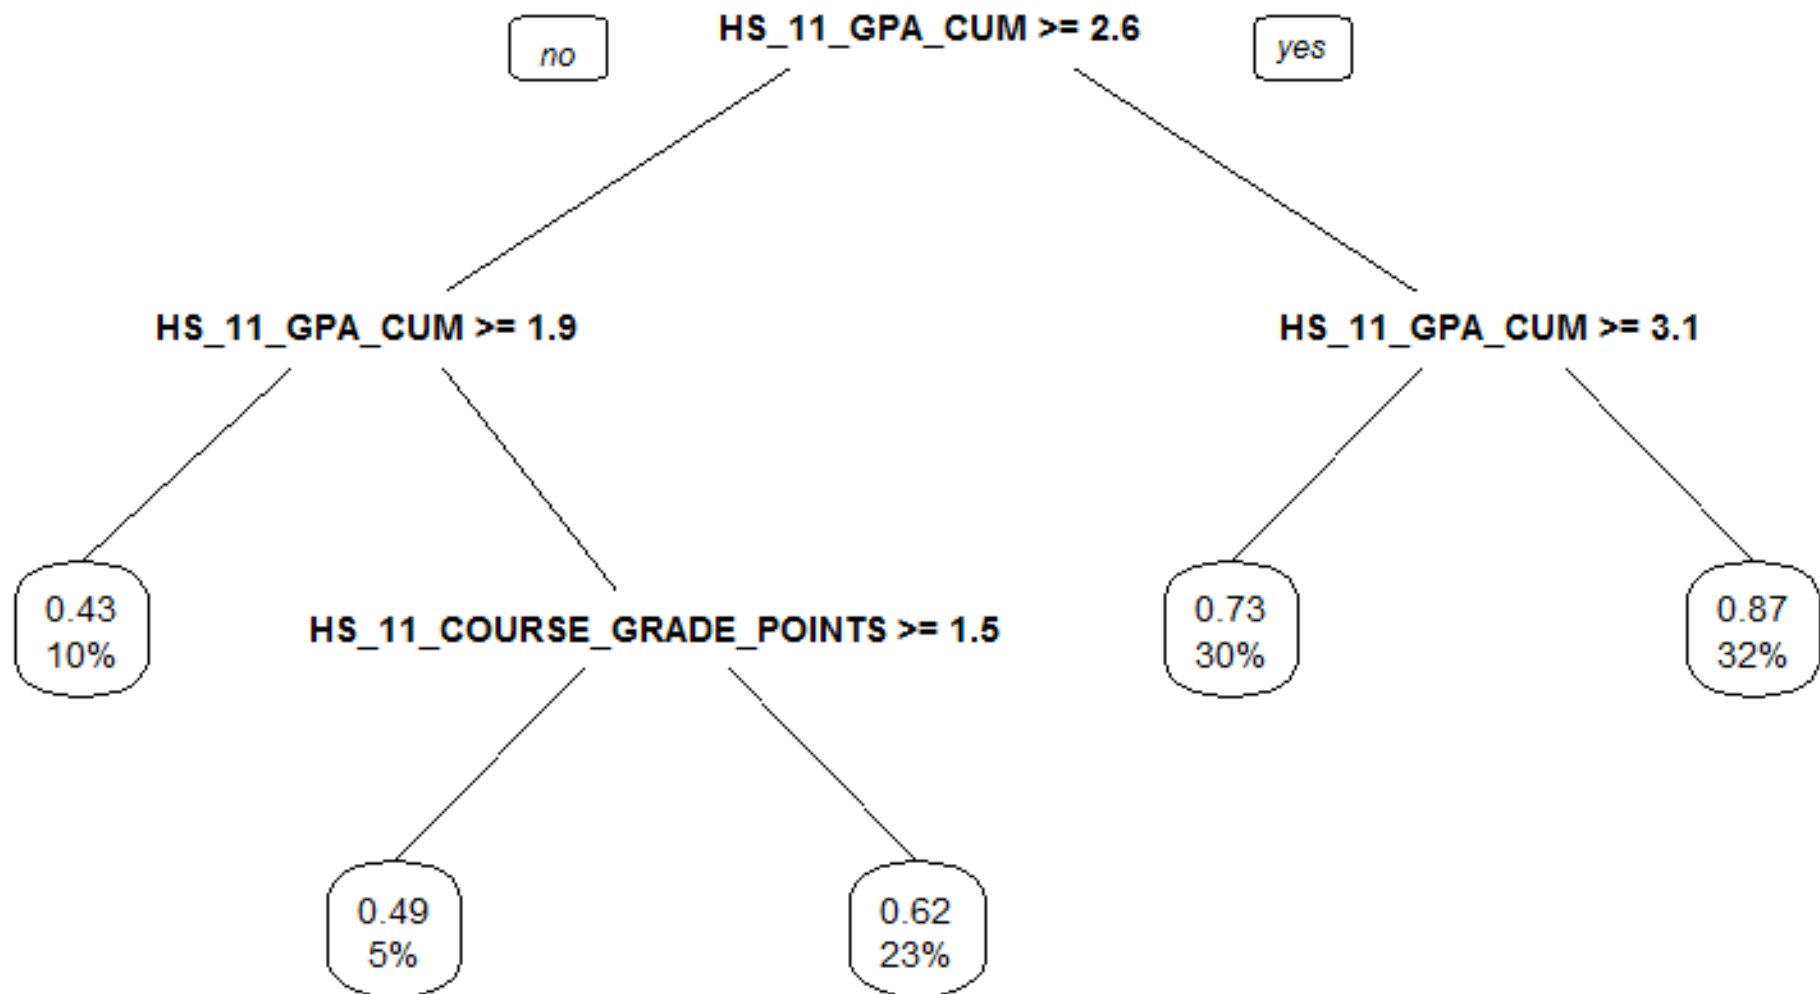 no
HS_11_GPA_CUM >= 2.6
yes
HS_11_GPA_CUM >= 1.9
HS_11_GPA_CUM >= 3.1
0.43
10%
HS_11_COURSE_GRADE_POINTS >= 1.5
0.73
30%
0.87
32%
0.49
5%
0.62
23%